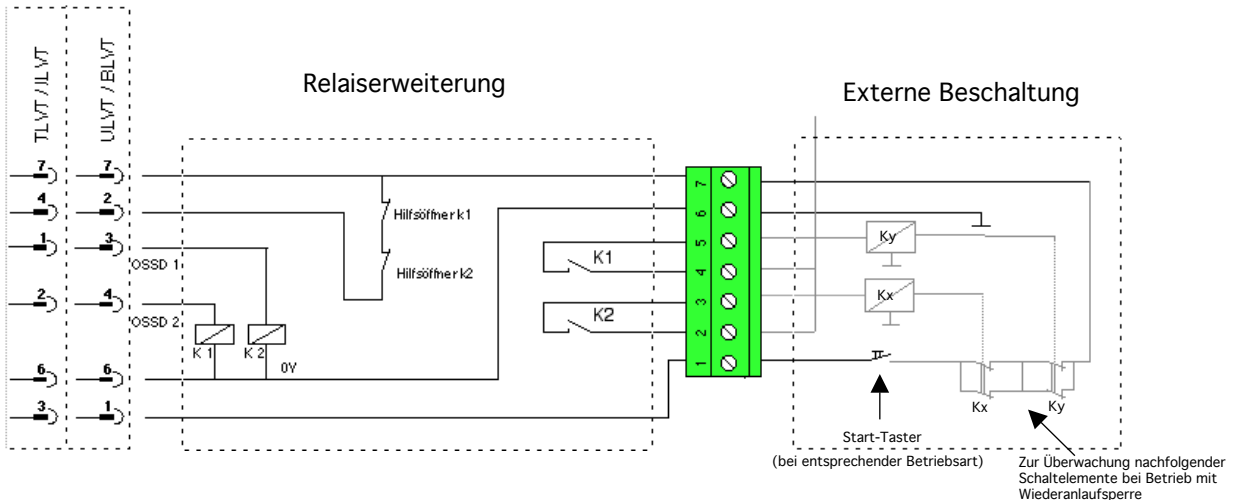 TLVT / ILVT
ULVT / BLVT
Relaiserweiterung
Externe Beschaltung
7
7
4
2
1
3
OSSD 1
2
4
OSSD 2
6
6
3
1
Hilfsöffner k1
Hilfsöffner k2
K 1
K 2
0V
K1
K2
7
6
5
4
3
2
1
Ky
Kx
Kx
Ky
Start-Taster
(bei entsprechender Betriebsart)
Zur Überwachung nachfolgender
Schaltelemente bei Betrieb mit
Wiederanlaufsperre